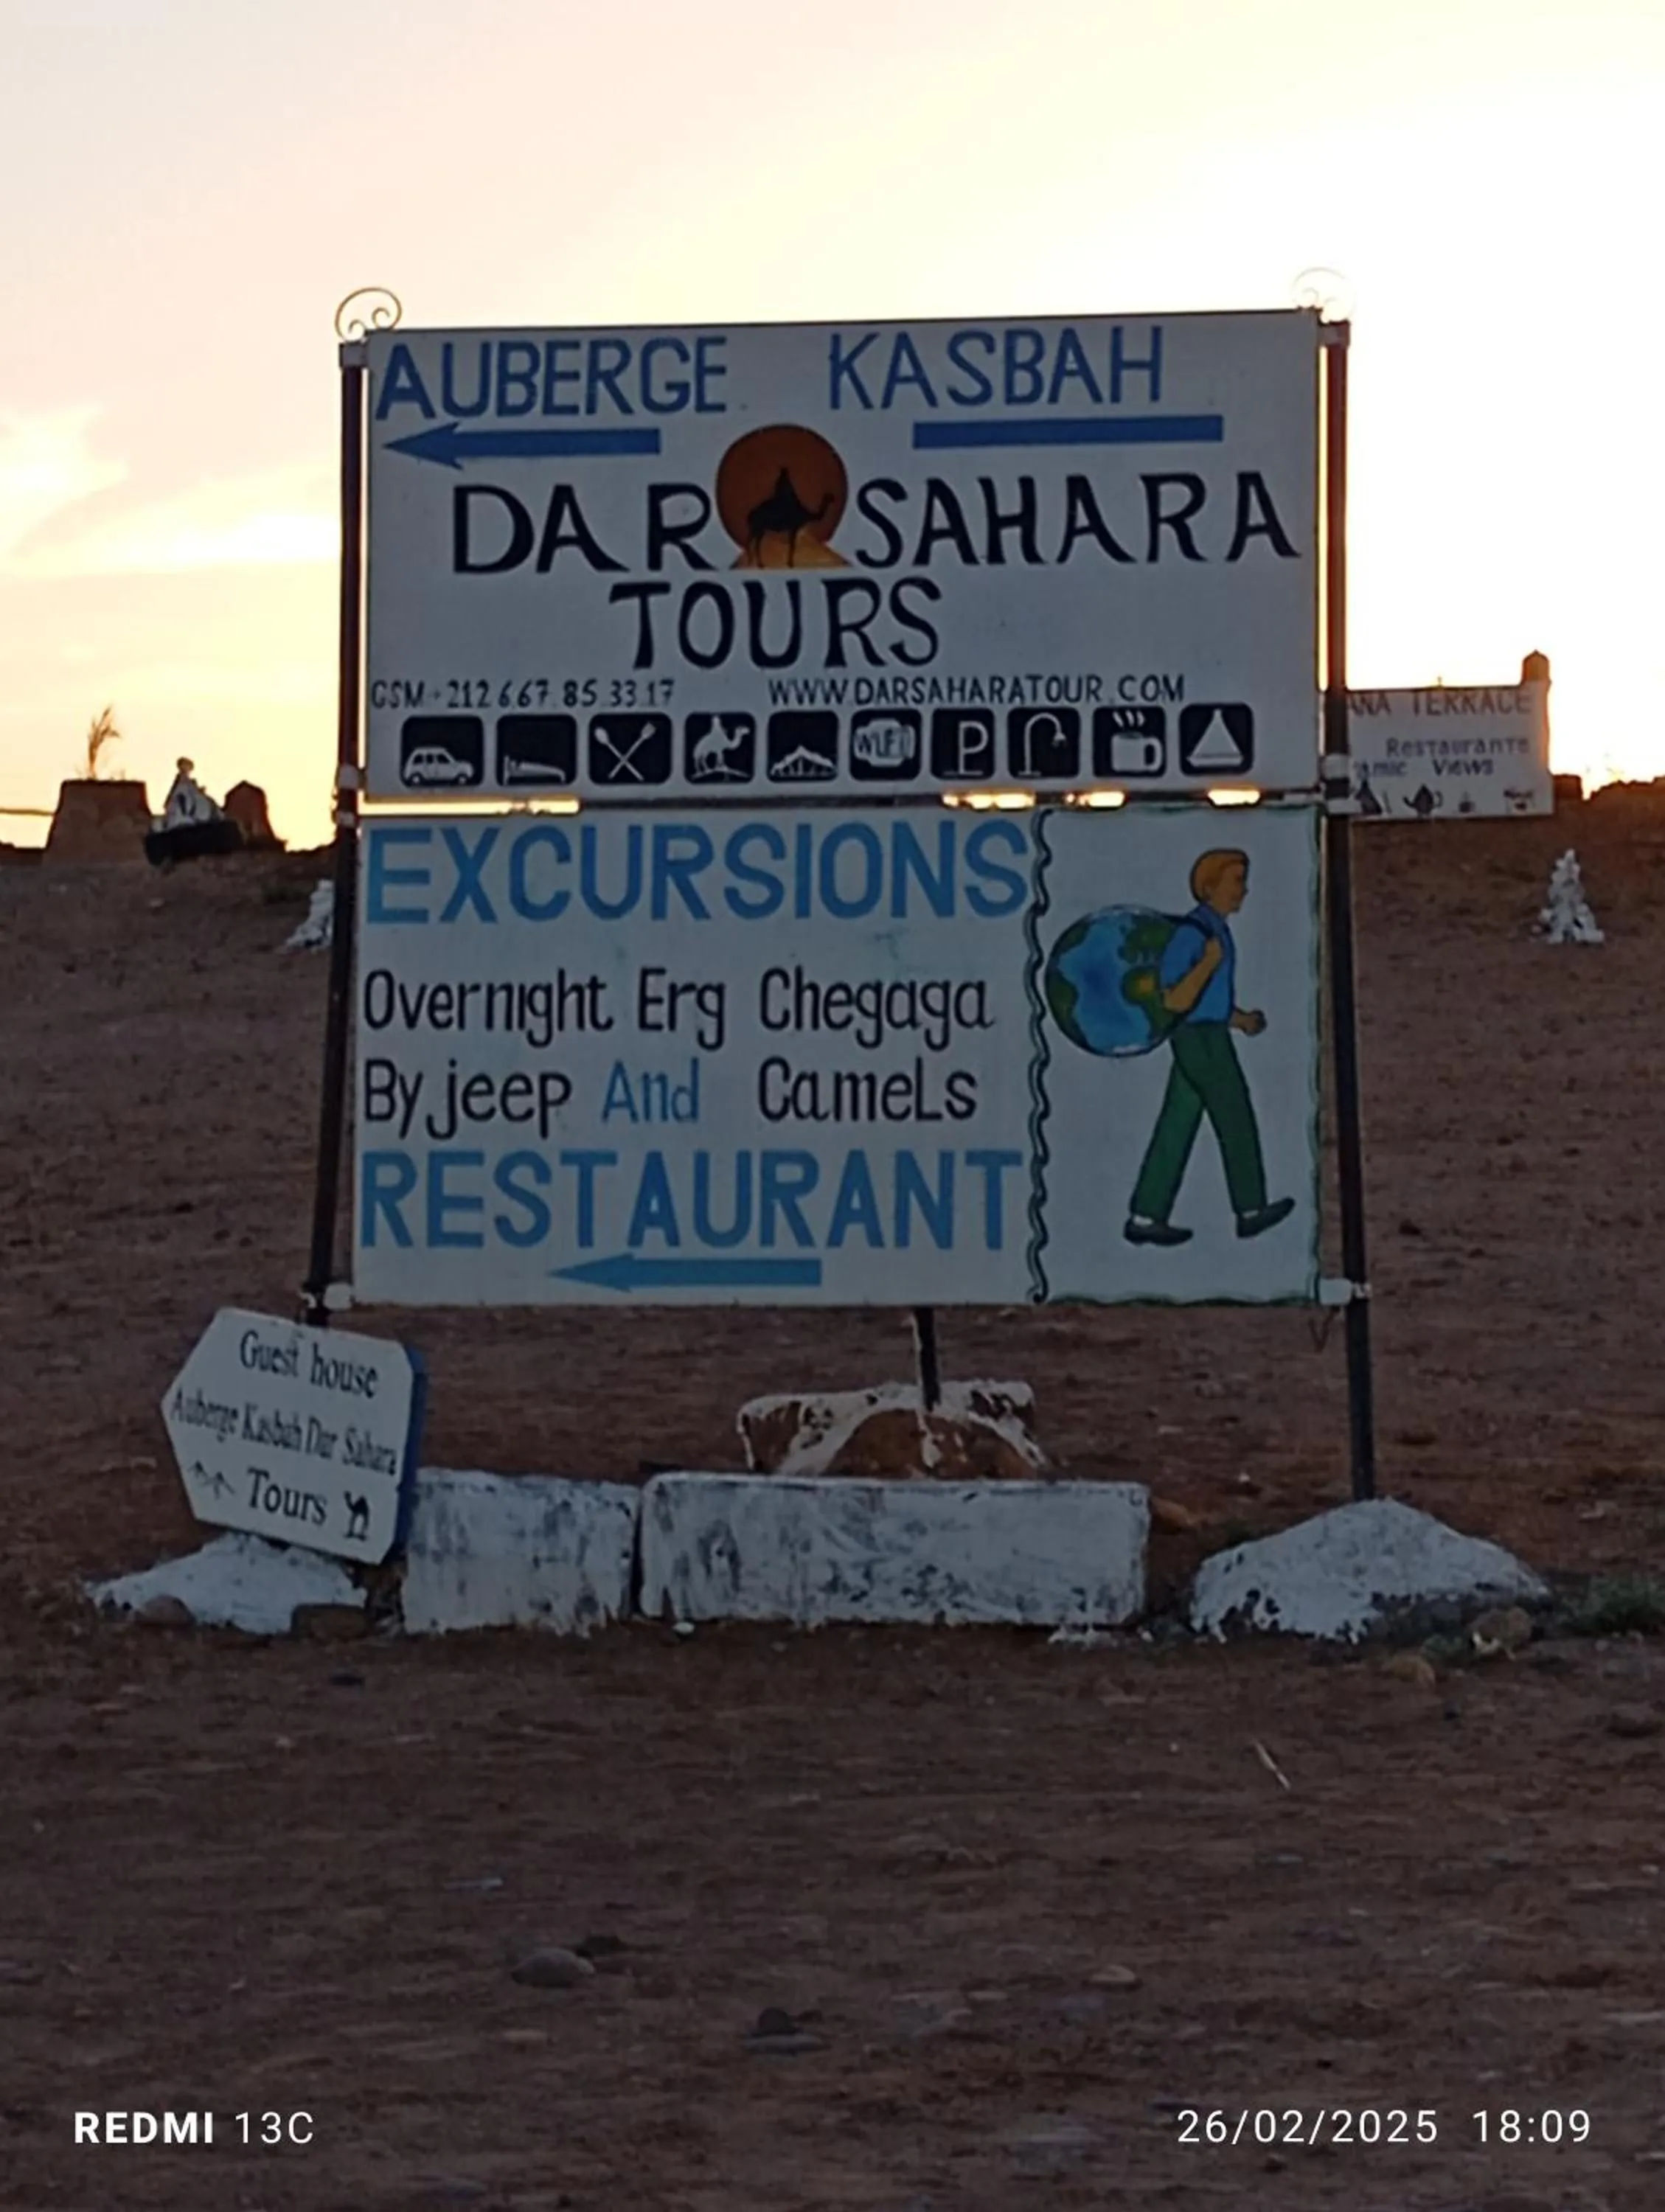 AUBERGE KASBAH
DAR SAHARA
TOURS
GSM+212 667.85.33.17 WWW.DARSAHARATOUR.COM
WIFI P
EXCURSIONS
Overnight Erg Chegaga
By jeep And CameLs
RESTAURANT
Guest house
Auberge Kasbah Dar Sahara
Tours
ANA TERRACE
Restaurante
amic Views
REDMI 13C
26/02/2025 18:09